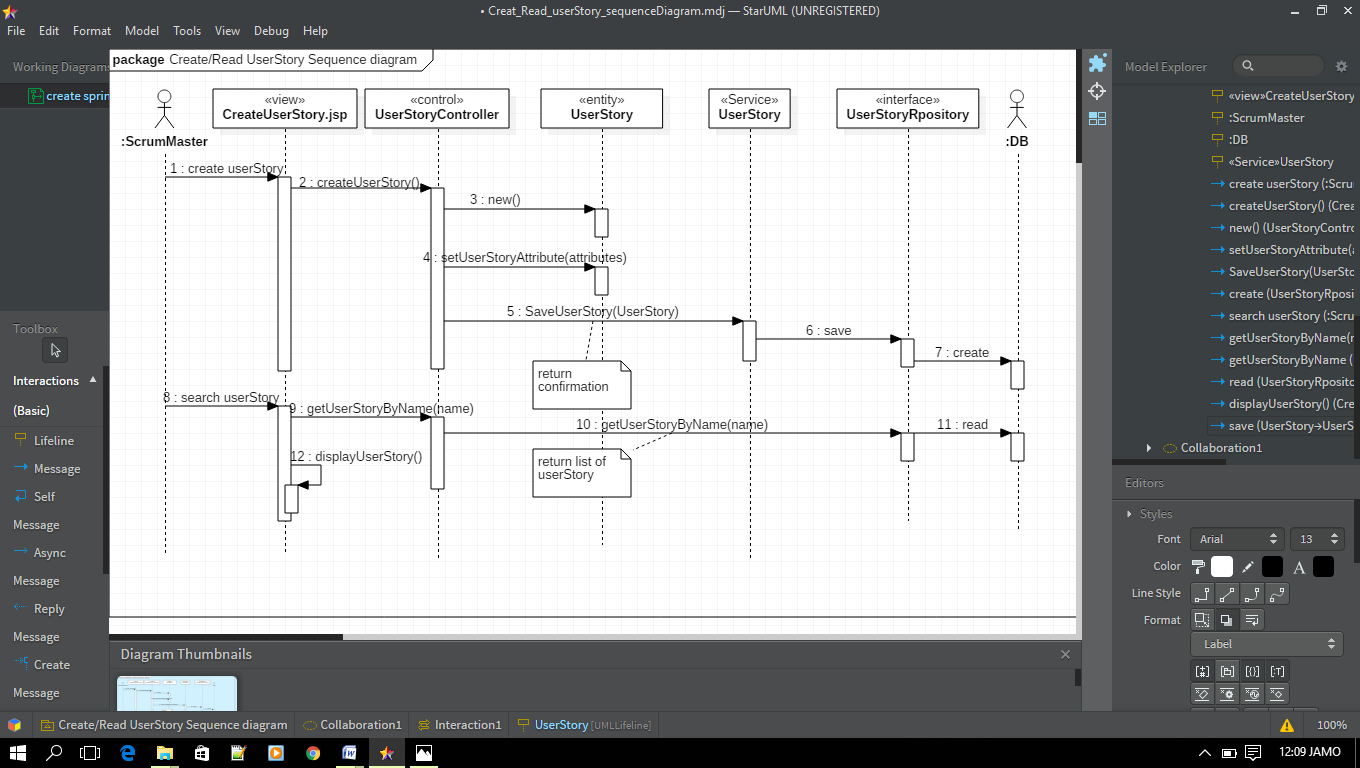 • Creat_Read_userStory_sequenceDiagram.mdj — StarUML (UNREGISTERED)
File Edit Format Model Tools View Debug Help
Working Diagrams
create sprin
package Create/Read UserStory Sequence diagram
:ScrumMaster
«view»
CreateUserStory.jsp
«control»
UserStoryController
«entity»
UserStory
«Service»
UserStory
«interface»
UserStoryRpository
:DB
1 : create userStory
2 : createUserStory()
3 : new()
4 : setUserStoryAttribute(attributes)
5 : SaveUserStory(UserStory)
6 : save
7 : create
return
confirmation
8 : search userStory
9 : getUserStoryByName(name)
10 : getUserStoryByName(name)
11 : read
12 : displayUserStory()
return list of
userStory
Toolbox
Interactions
(Basic)
Lifeline
Message
Self
Message
Async
Message
Reply
Message
Create
Message
Model Explorer
«view»CreateUserStory
:ScrumMaster
:DB
«Service»UserStory
create userStory (:Scru
createUserStory() (Crea
new() (UserStoryContro
setUserStoryAttribute(a
SaveUserStory(UserSto
create (UserStoryRposi
search userStory (:Scru
getUserStoryByName(n
getUserStoryByName (
read (UserStoryRposito
displayUserStory() (Cre
save (UserStory→UserS
Collaboration1
Editors
Styles
Font Arial 13
Color A
Line Style
Format
Label
Diagram Thumbnails
Create/Read UserStory Sequence diagram Collaboration1 Interaction1 UserStory [UMLLifeline] 100%
12:09 JAMO